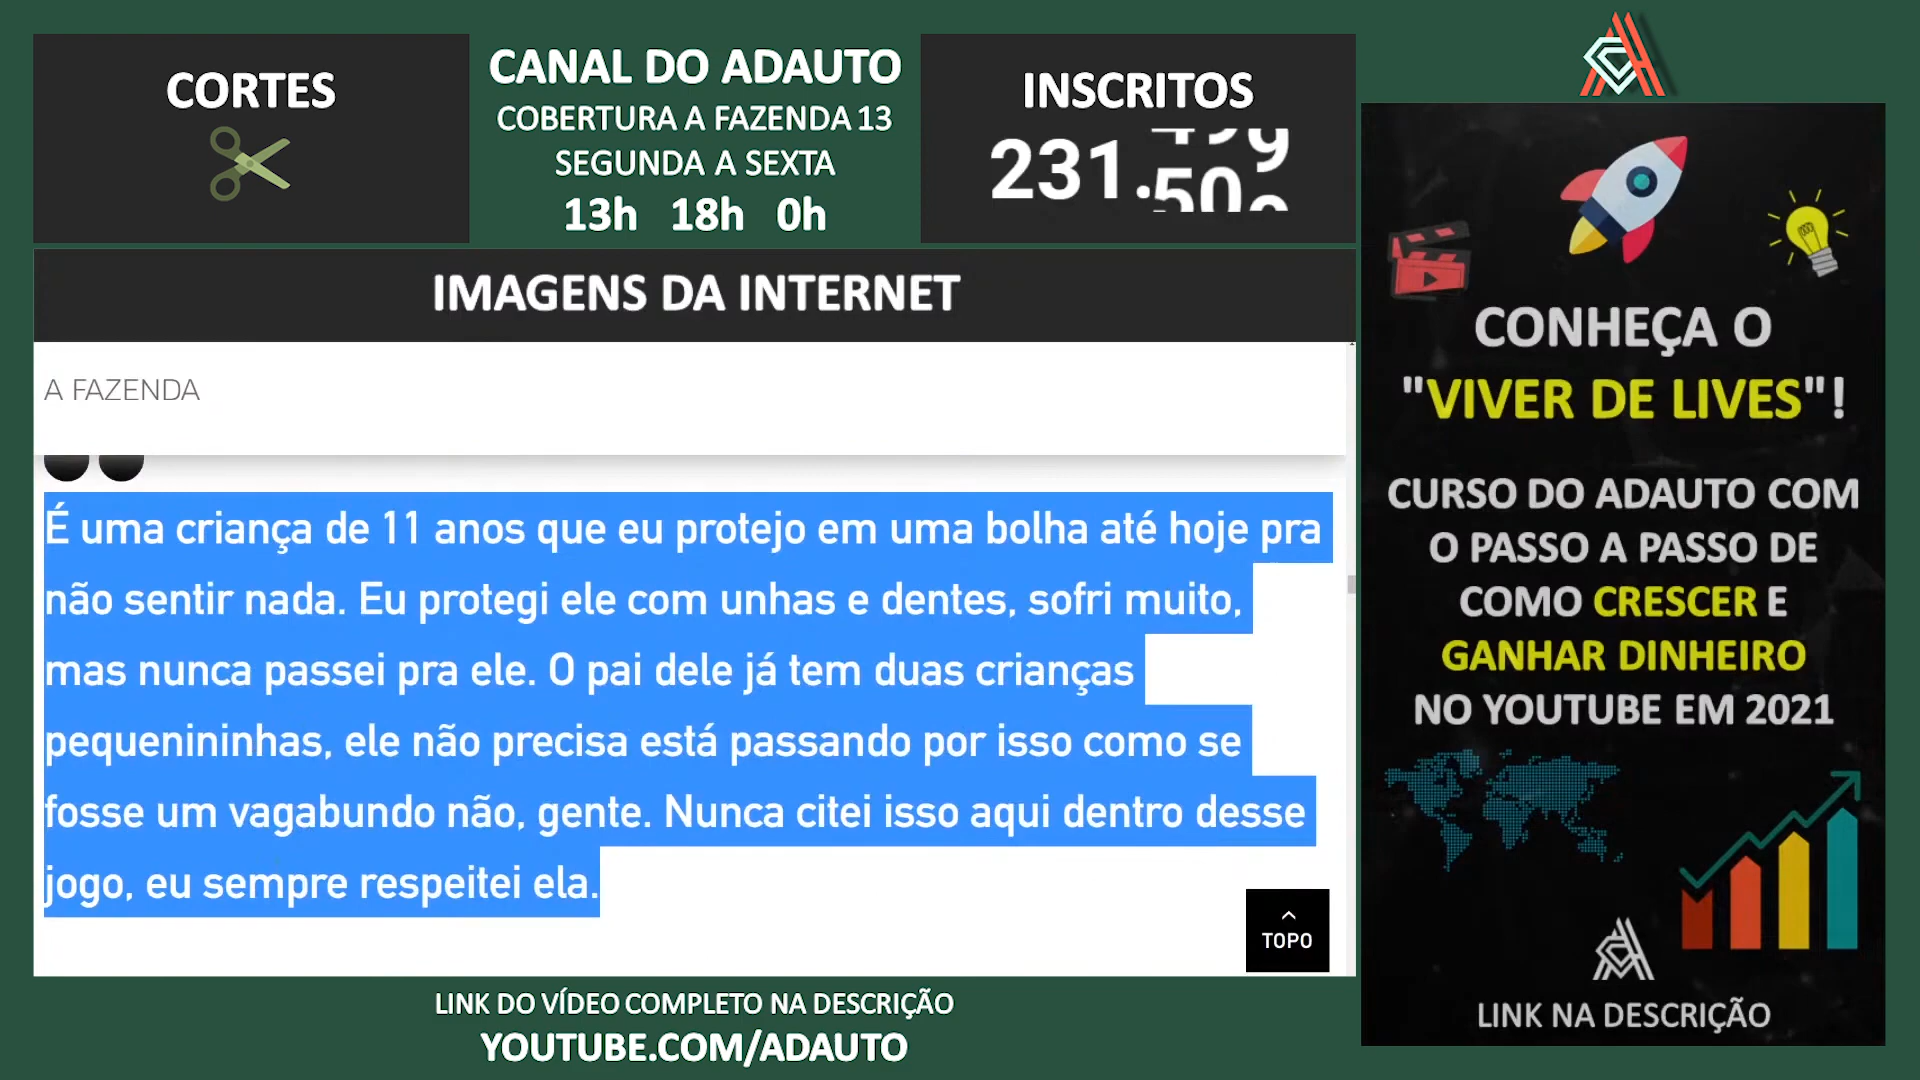 CORTES
CANAL DO ADAUTO
COBERTURA A FAZENDA 13
SEGUNDA A SEXTA
13h 18h 0h
INSCRITOS
231.
IMAGENS DA INTERNET
A FAZENDA
É uma criança de 11 anos que eu protejo em uma bolha até hoje pra
não sentir nada. Eu protegi ele com unhas e dentes, sofri muito,
mas nunca passei pra ele. O pai dele já tem duas crianças
pequenininhas, ele não precisa está passando por isso como se
fosse um vagabundo não, gente. Nunca citei isso aqui dentro desse
jogo, eu sempre respeitei ela.
TOPO
LINK DO VÍDEO COMPLETO NA DESCRIÇÃO
YOUTUBE.COM/ADAUTO
CONHEÇA O
"VIVER DE LIVES"!
CURSO DO ADAUTO COM
O PASSO A PASSO DE
COMO CRESCER E
GANHAR DINHEIRO
NO YOUTUBE EM 2021
LINK NA DESCRIÇÃO